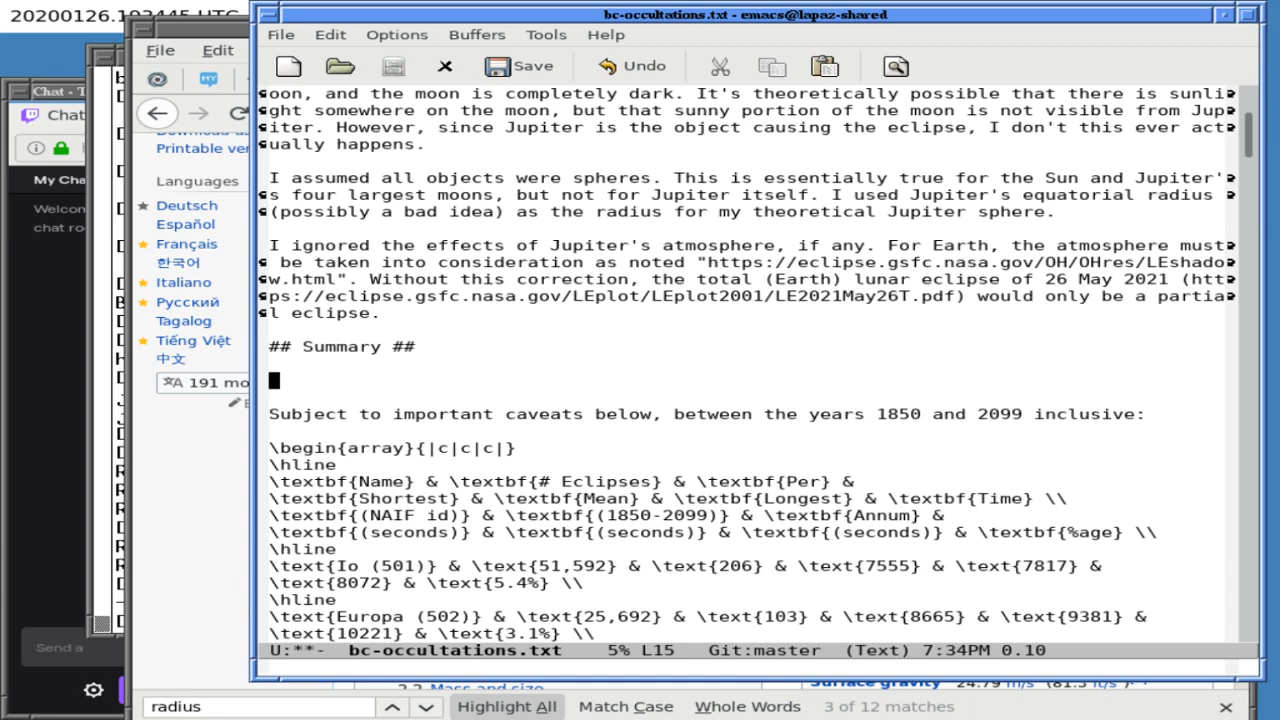 20200126.193445 UTC
bc-occultations.txt - emacs@lapaz-shared
File Edit Options Buffers Tools Help
Save Undo
oon, and the moon is completely dark. It's theoretically possible that there is sunli
ght somewhere on the moon, but that sunny portion of the moon is not visible from Jup
iter. However, since Jupiter is the object causing the eclipse, I don't this ever act
ually happens.
I assumed all objects were spheres. This is essentially true for the Sun and Jupiter'
s four largest moons, but not for Jupiter itself. I used Jupiter's equatorial radius
(possibly a bad idea) as the radius for my theoretical Jupiter sphere.
I ignored the effects of Jupiter's atmosphere, if any. For Earth, the atmosphere must
 be taken into consideration as noted "https://eclipse.gsfc.nasa.gov/OH/OHres/LEshado
w.html". Without this correction, the total (Earth) lunar eclipse of 26 May 2021 (htt
ps://eclipse.gsfc.nasa.gov/LEplot/LEplot2001/LE2021May26T.pdf) would only be a partia
l eclipse.
## Summary ##
Subject to important caveats below, between the years 1850 and 2099 inclusive:
\begin{array}{|c|c|c|}
\hline
\textbf{Name} & \textbf{# Eclipses} & \textbf{Per} &
\textbf{Shortest} & \textbf{Mean} & \textbf{Longest} & \textbf{Time} \\
\textbf{(NAIF id)} & \textbf{(1850-2099)} & \textbf{Annum} &
\textbf{(seconds)} & \textbf{(seconds)} & \textbf{(seconds)} & \textbf{%age} \\
\hline
\text{Io (501)} & \text{51,592} & \text{206} & \text{7555} & \text{7817} &
\text{8072} & \text{5.4%} \\
\hline
\text{Europa (502)} & \text{25,692} & \text{103} & \text{8665} & \text{9381} &
\text{10221} & \text{3.1%} \\
U:**- bc-occultations.txt 5% L15 Git:master (Text) 7:34PM 0.10
File Edit
MY
Printable ver
Languages
Deutsch
Español
Français
한국어
Italiano
Русский
Tagalog
Tiếng Việt
中文
191 mo
Chat - T
Chat
My Cha
Welcom
chat ro
Send a
Mass and size
Surface gravity
radius Highlight All Match Case Whole Words 3 of 12 matches